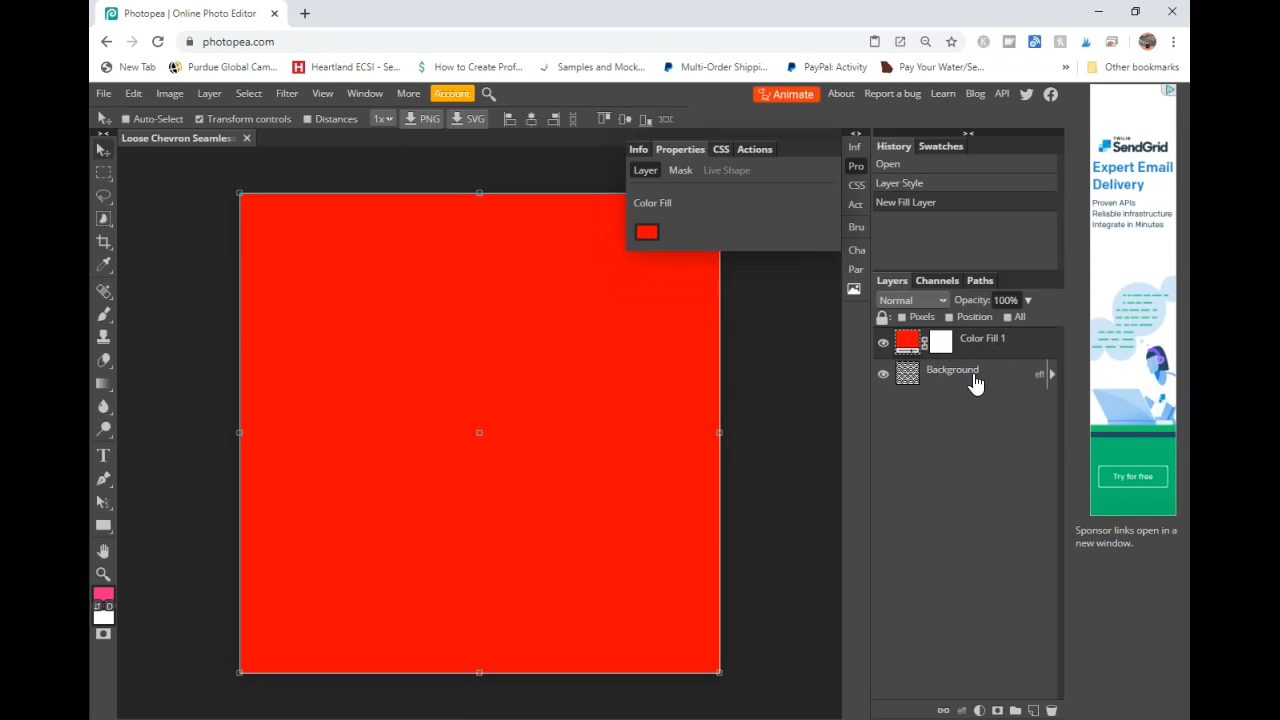 Photopea | Online Photo Editor
photopea.com
New Tab
Purdue Global Cam...
Heartland ECSI - Se...
How to Create Prof...
Samples and Mock...
Multi-Order Shippi...
PayPal: Activity
Pay Your Water/Se...
»
Other bookmarks
File Edit Image Layer Select Filter View Window More Account
Animate About Report a bug Learn Blog API
Auto-Select Transform controls Distances 1x PNG SVG
Loose Chevron Seamles
Info Properties CSS Actions
Layer Mask Live Shape
Color Fill
Inf
Pro
CSS
Act
Bru
Cha
Par
History Swatches
Open
Layer Style
New Fill Layer
Layers Channels Paths
Normal Opacity: 100%
Pixels Position All
Color Fill 1
Background eff
T
D
eff
TWILIO
SendGrid
Expert Email
Delivery
Proven APIs
Reliable Infrastructure
Integrate in Minutes
Try for free
Sponsor links open in a
new window.